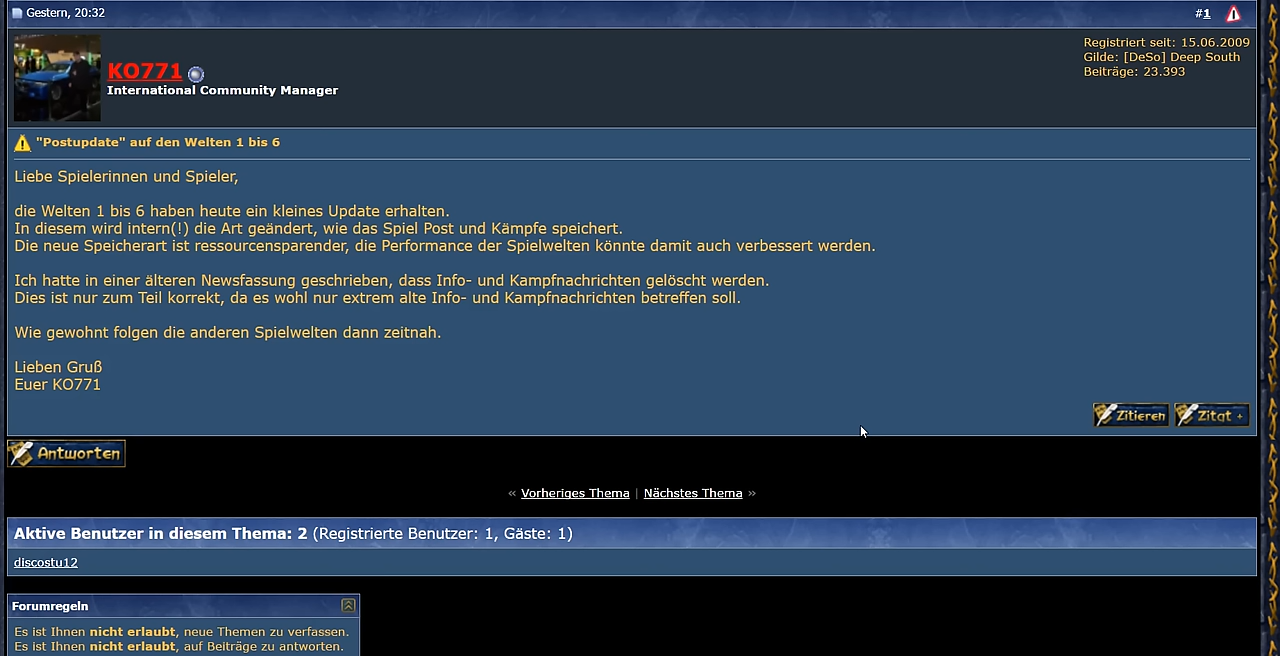 Gestern, 20:32
#1
KO771
International Community Manager
Registriert seit: 15.06.2009
Gilde: [DeSo] Deep South
Beiträge: 23.393
"Postupdate" auf den Welten 1 bis 6
Liebe Spielerinnen und Spieler,
die Welten 1 bis 6 haben heute ein kleines Update erhalten.
In diesem wird intern(!) die Art geändert, wie das Spiel Post und Kämpfe speichert.
Die neue Speicherart ist ressourcensparender, die Performance der Spielwelten könnte damit auch verbessert werden.
Ich hatte in einer älteren Newsfassung geschrieben, dass Info- und Kampfnachrichten gelöscht werden.
Dies ist nur zum Teil korrekt, da es wohl nur extrem alte Info- und Kampfnachrichten betreffen soll.
Wie gewohnt folgen die anderen Spielwelten dann zeitnah.
Lieben Gruß
Euer KO771
Zitieren
Zitat +
Antworten
« Vorheriges Thema | Nächstes Thema »
Aktive Benutzer in diesem Thema: 2 (Registrierte Benutzer: 1, Gäste: 1)
discostu12
Forumregeln
Es ist Ihnen nicht erlaubt, neue Themen zu verfassen.
Es ist Ihnen nicht erlaubt, auf Beiträge zu antworten.